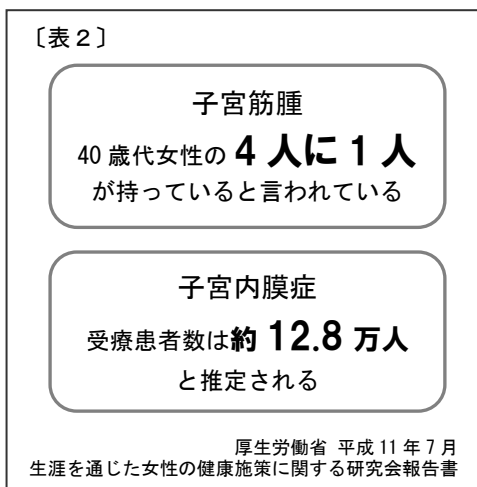 〔表２〕
子宮筋腫
40 歳代女性の 4 人に 1 人
が持っていると言われている
子宮内膜症
受療患者数は約 12.8 万人
と推定される
厚生労働省 平成 11 年 7 月
生涯を通じた女性の健康施策に関する研究会報告書